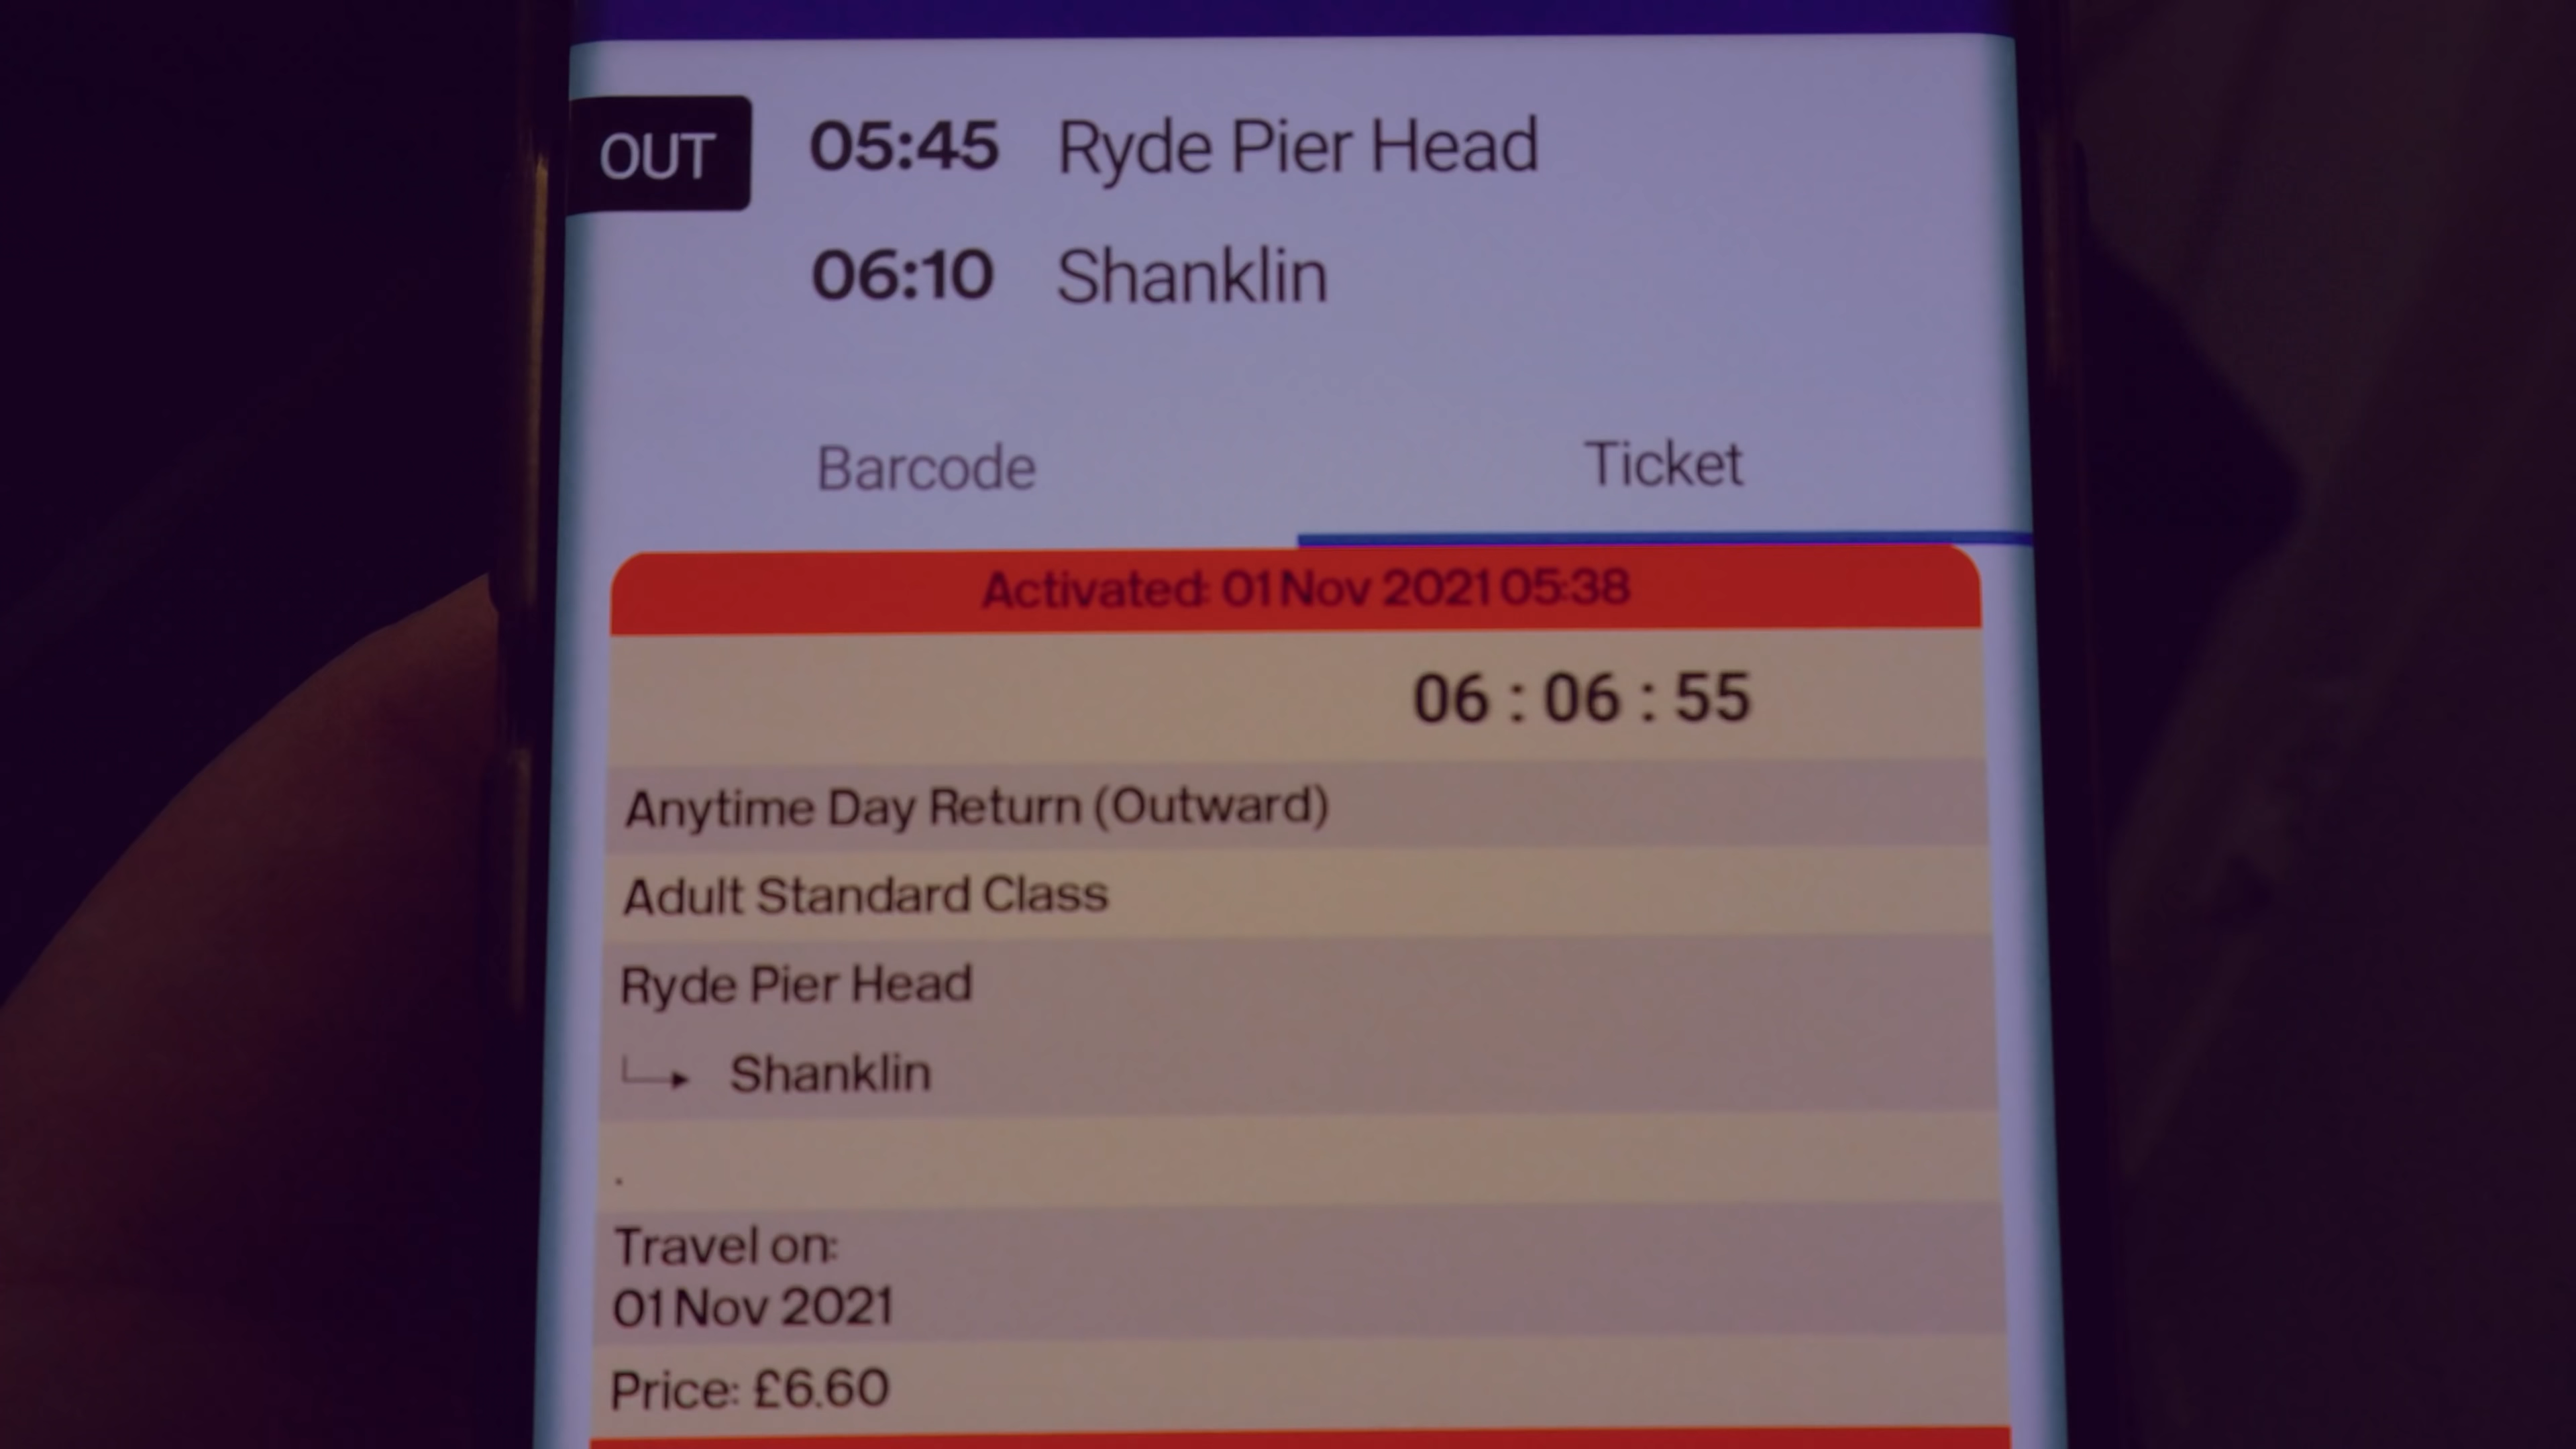 OUT 05:45 Ryde Pier Head
06:10 Shanklin
Barcode Ticket
Activated: 01 Nov 2021 05:38
06 : 06 : 55
Anytime Day Return (Outward)
Adult Standard Class
Ryde Pier Head
Shanklin
.
Travel on:
01 Nov 2021
Price: £6.60